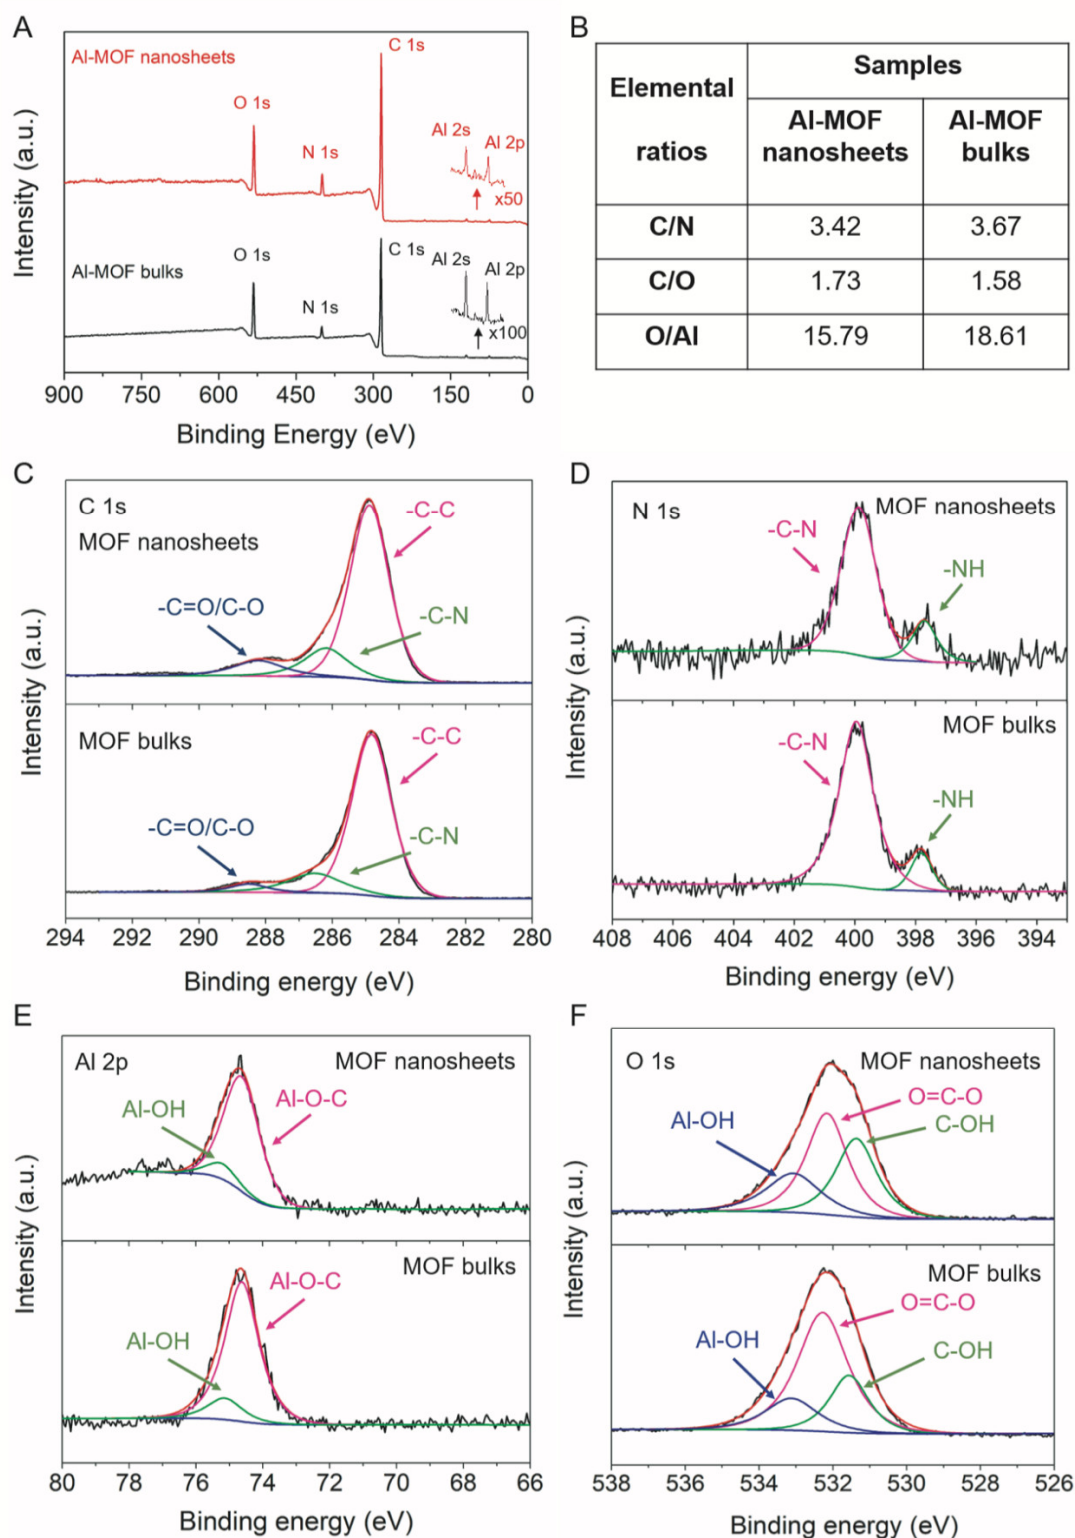 A
Al-MOF nanosheets
C 1s
O 1s
N 1s
Al 2s
Al 2p
x50
Al-MOF bulks
O 1s
N 1s
C 1s
Al 2s
Al 2p
x100
Intensity (a.u.)
900 750 600 450 300 150 0
Binding Energy (eV)
B
Elemental ratios
Samples
Al-MOF nanosheets
Al-MOF bulks
C/N 3.42 3.67
C/O 1.73 1.58
O/Al 15.79 18.61
C
C 1s
MOF nanosheets
-C-C
-C=O/C-O
-C-N
MOF bulks
-C-C
-C=O/C-O
-C-N
Intensity (a.u.)
294 292 290 288 286 284 282 280
Binding energy (eV)
D
N 1s
MOF nanosheets
-C-N
-NH
MOF bulks
-C-N
-NH
Intensity (a.u.)
408 406 404 402 400 398 396 394
Binding energy (eV)
E
Al 2p
MOF nanosheets
Al-OH
Al-O-C
MOF bulks
Al-O-C
Al-OH
Intensity (a.u.)
80 78 76 74 72 70 68 66
Binding energy (eV)
F
O 1s
MOF nanosheets
O=C-O
Al-OH
C-OH
MOF bulks
O=C-O
Al-OH
C-OH
Intensity (a.u.)
538 536 534 532 530 528 526
Binding energy (eV)